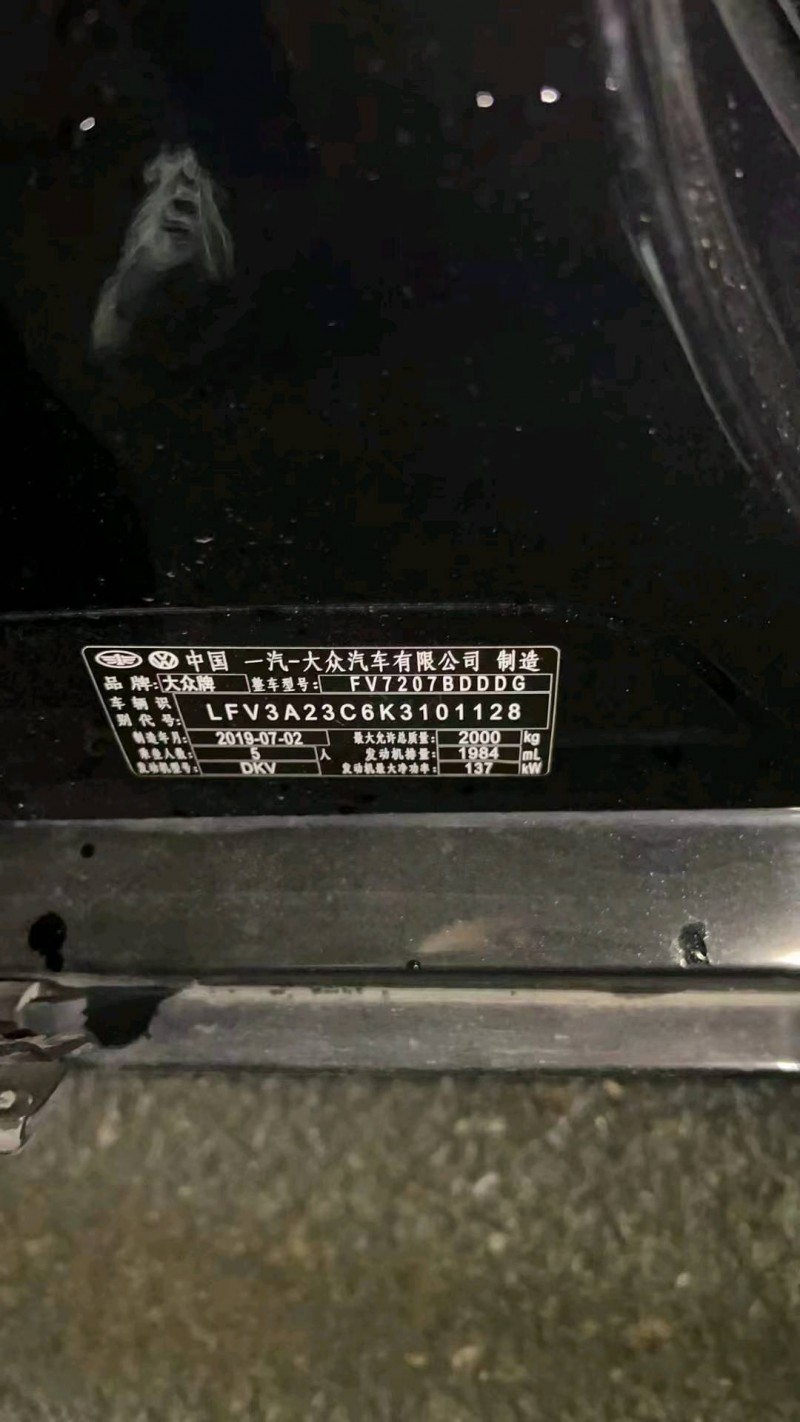 中国 一汽-大众汽车有限公司 制造
品牌:大众牌 整车型号: FV7207BDDDG
车辆识别代号: LFV3A23C6K3101128
制造年月: 2019-07-02 最大允许总质量: 2000 kg
乘坐人数: 5 人 发动机排量: 1984 mL
发动机型号: DKV 发动机最大净功率: 137 kW